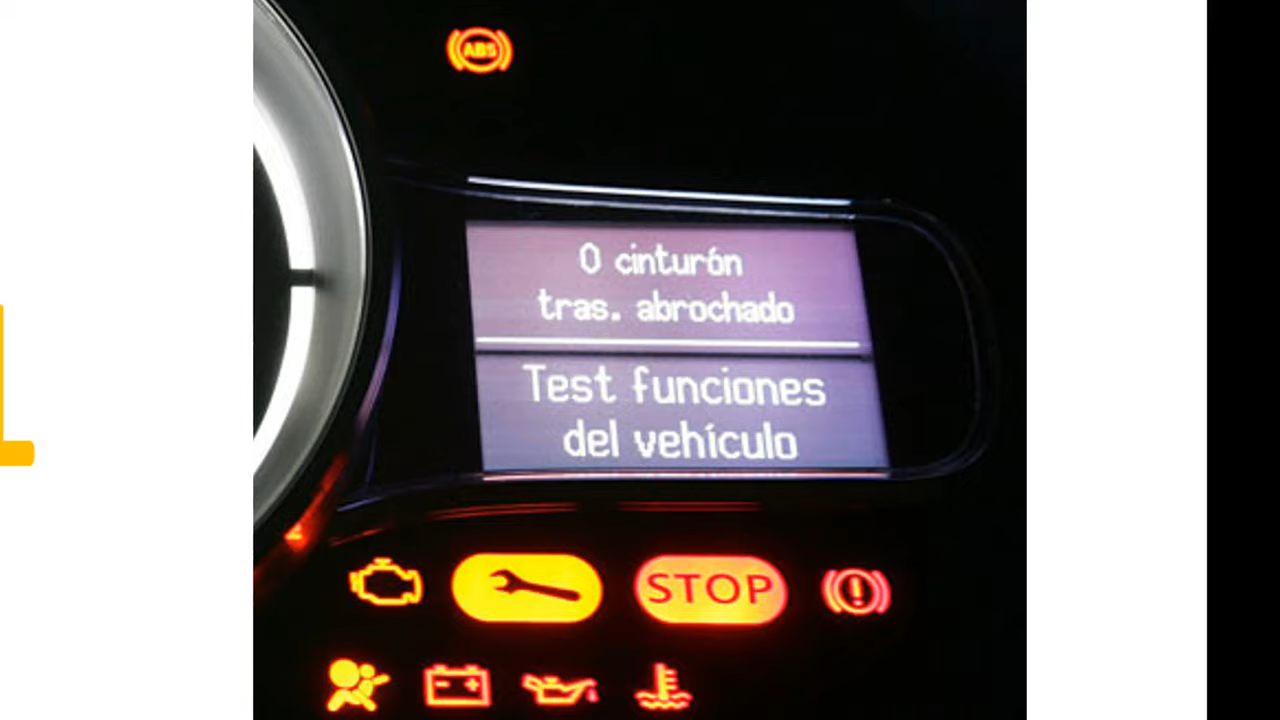 ABS
0 cinturón
tras. abrochado
Test funciones
del vehículo
STOP